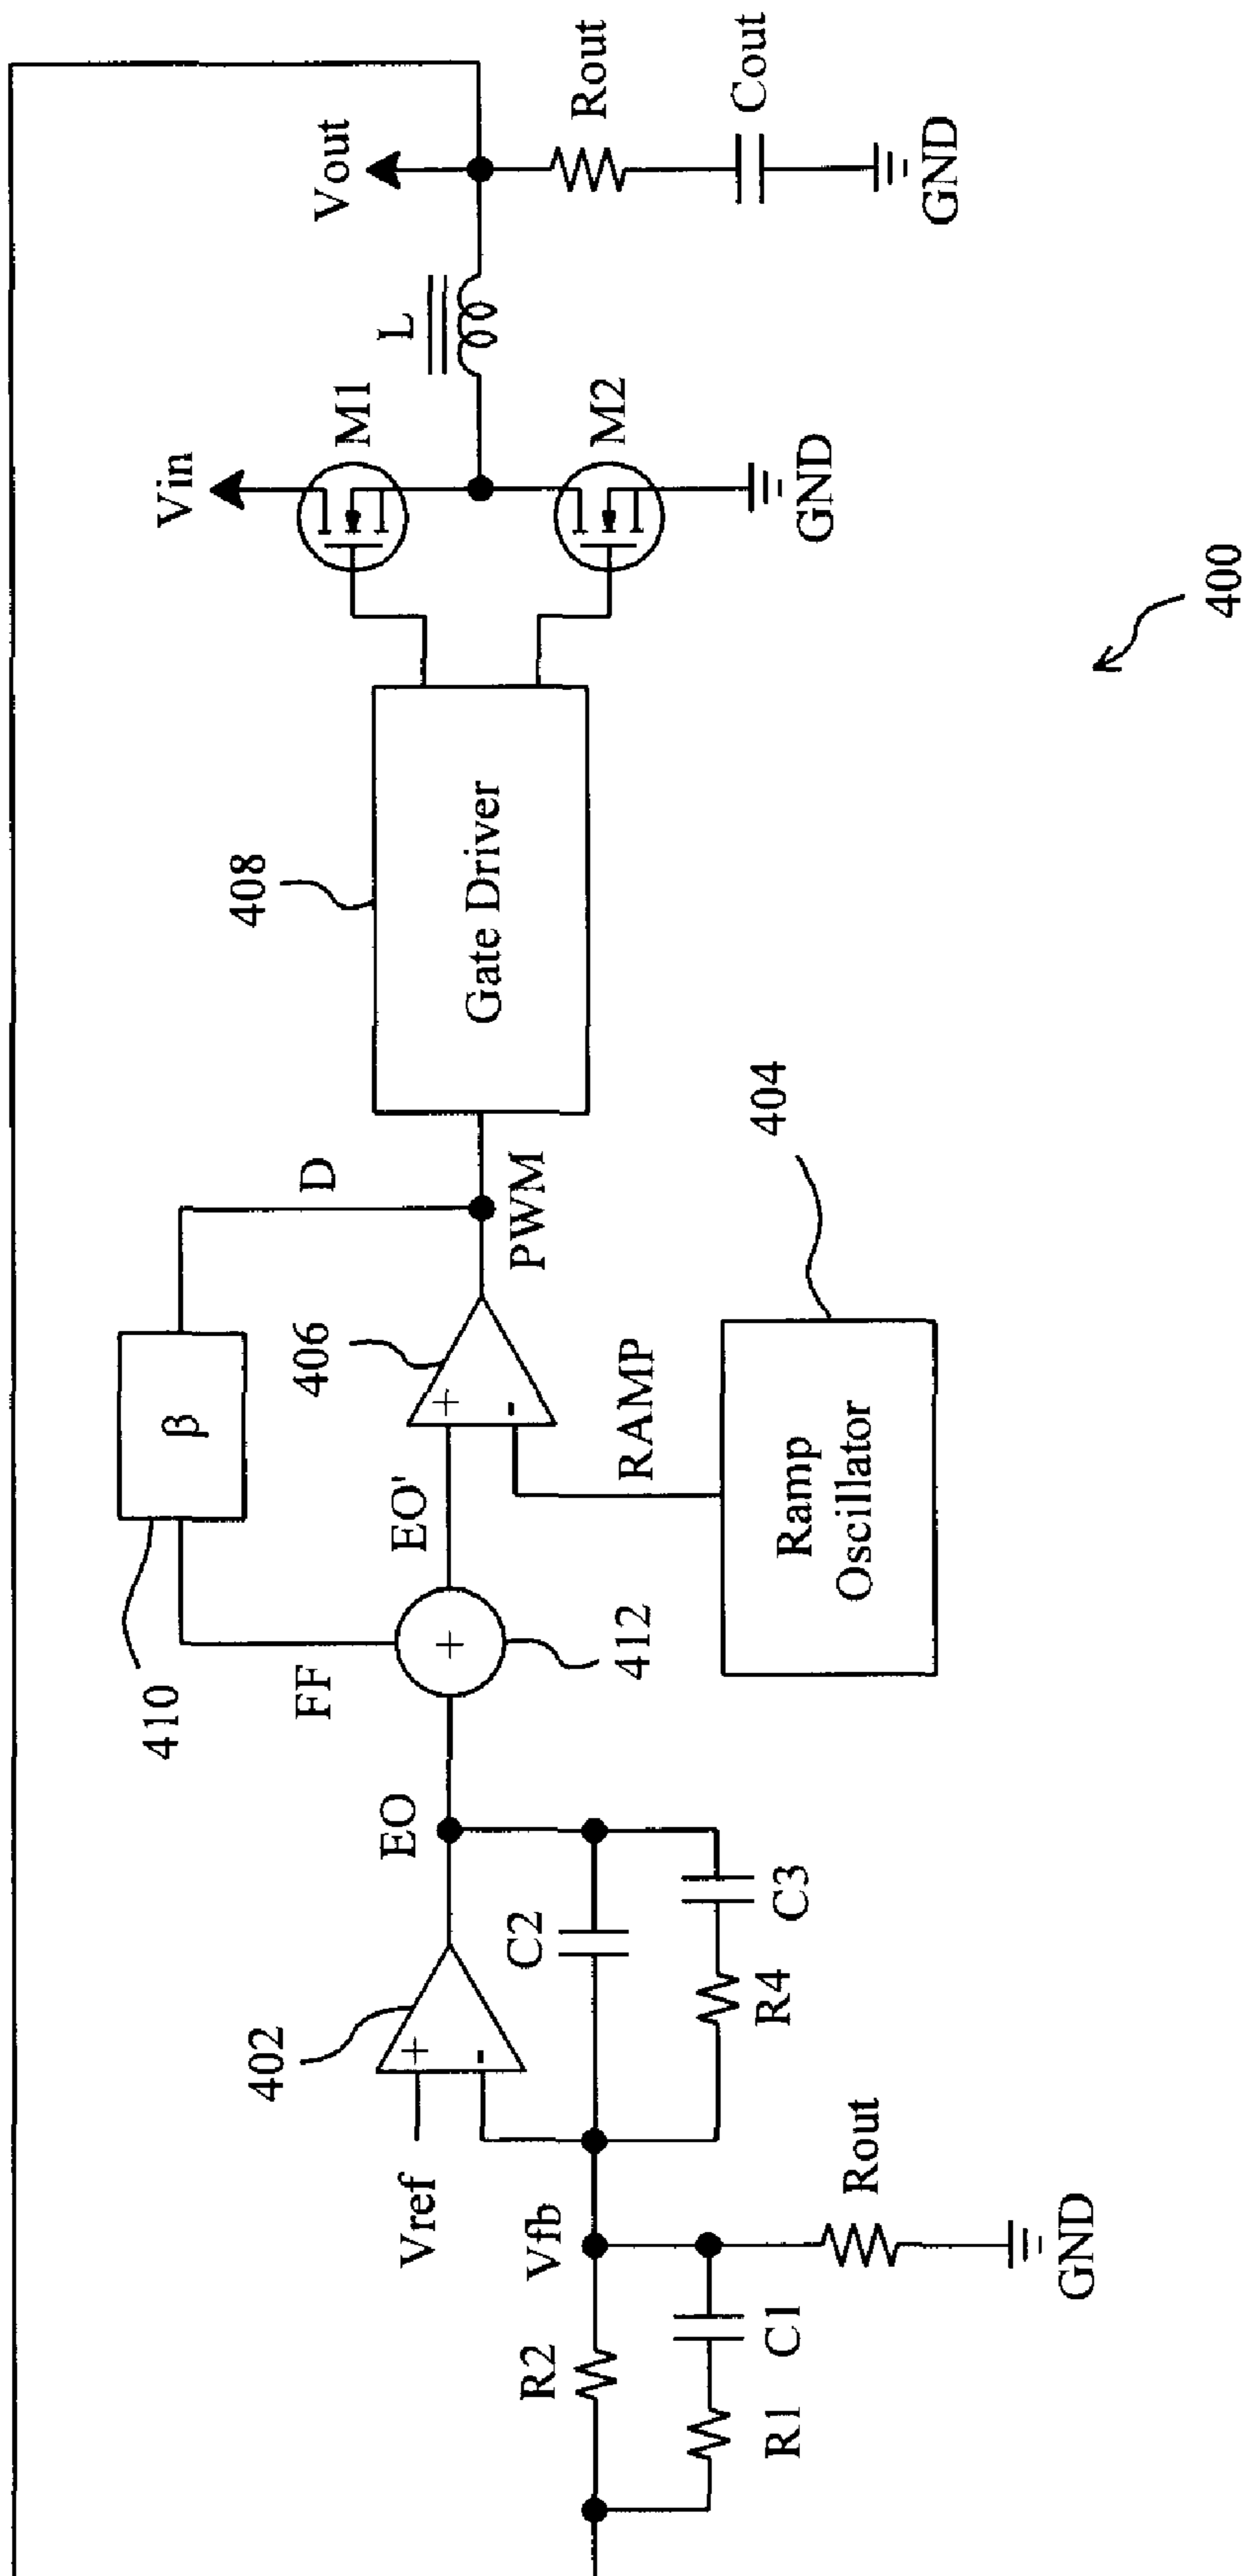 Vin
Vout
M1
L
Rout
Cout
GND
M2
GND
408
Gate Driver
D
PWM
410
β
FF
406
+
-
EO'
+
412
RAMP
404
Ramp
Oscillator
EO
402
+
-
Vref
C2
R4
C3
Vfb
R2
R1
C1
Rout
GND
400